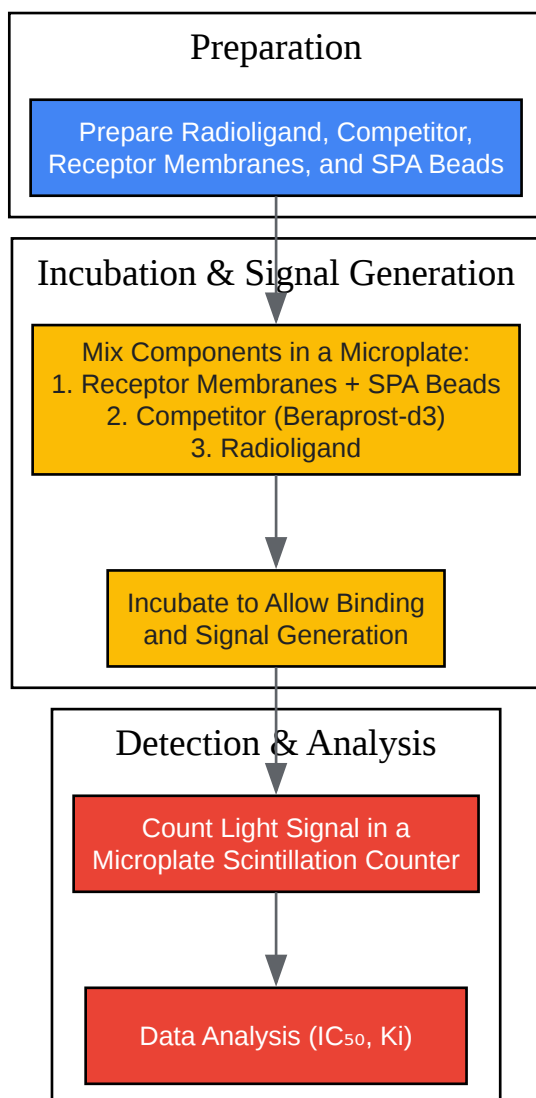 Preparation
Prepare Radioligand, Competitor,
Receptor Membranes, and SPA Beads
Incubation & Signal Generation
Mix Components in a Microplate:
1. Receptor Membranes + SPA Beads
2. Competitor (Beraprost-d3)
3. Radioligand
Incubate to Allow Binding
and Signal Generation
Detection & Analysis
Count Light Signal in a
Microplate Scintillation Counter
Data Analysis (IC₅₀, Ki)